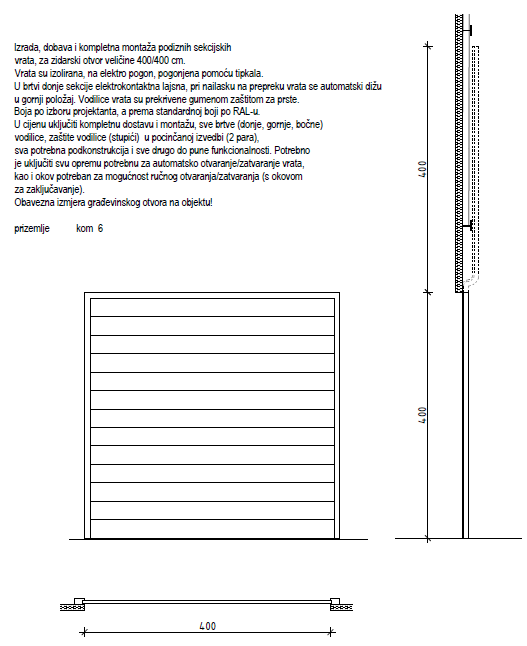 Izrada, dobava i kompletna montaža podiznih sekcijskih
vrata, za zidarski otvor veličine 400/400 cm.
Vrata su izolirana, na elektro pogon, pogonjena pomoću tipkala.
U brtvi donje sekcije elektrokontaktna lajsna, pri nailasku na prepreku vrata se automatski dižu
u gornji položaj. Vodilice vrata su prekrivene gumenom zaštitom za prste.
Boja po izboru projektanta, a prema standardnoj boji po RAL-u.
U cijenu uključiti kompletnu dostavu i montažu, sve brtve (donje, gornje, bočne)
vodilice, zaštite vodilice (stupići) u pocinčanoj izvedbi (2 para),
sva potrebna podkonstrukcija i sve drugo do pune funkcionalnosti. Potrebno
je uključiti svu opremu potrebnu za automatsko otvaranje/zatvaranje vrata,
kao i okov potreban za mogućnost ručnog otvaranja/zatvaranja (s okovom
za zaključavanje).
Obavezna izmjera građevinskog otvora na objektu!
prizemlje kom 6
400
400
400